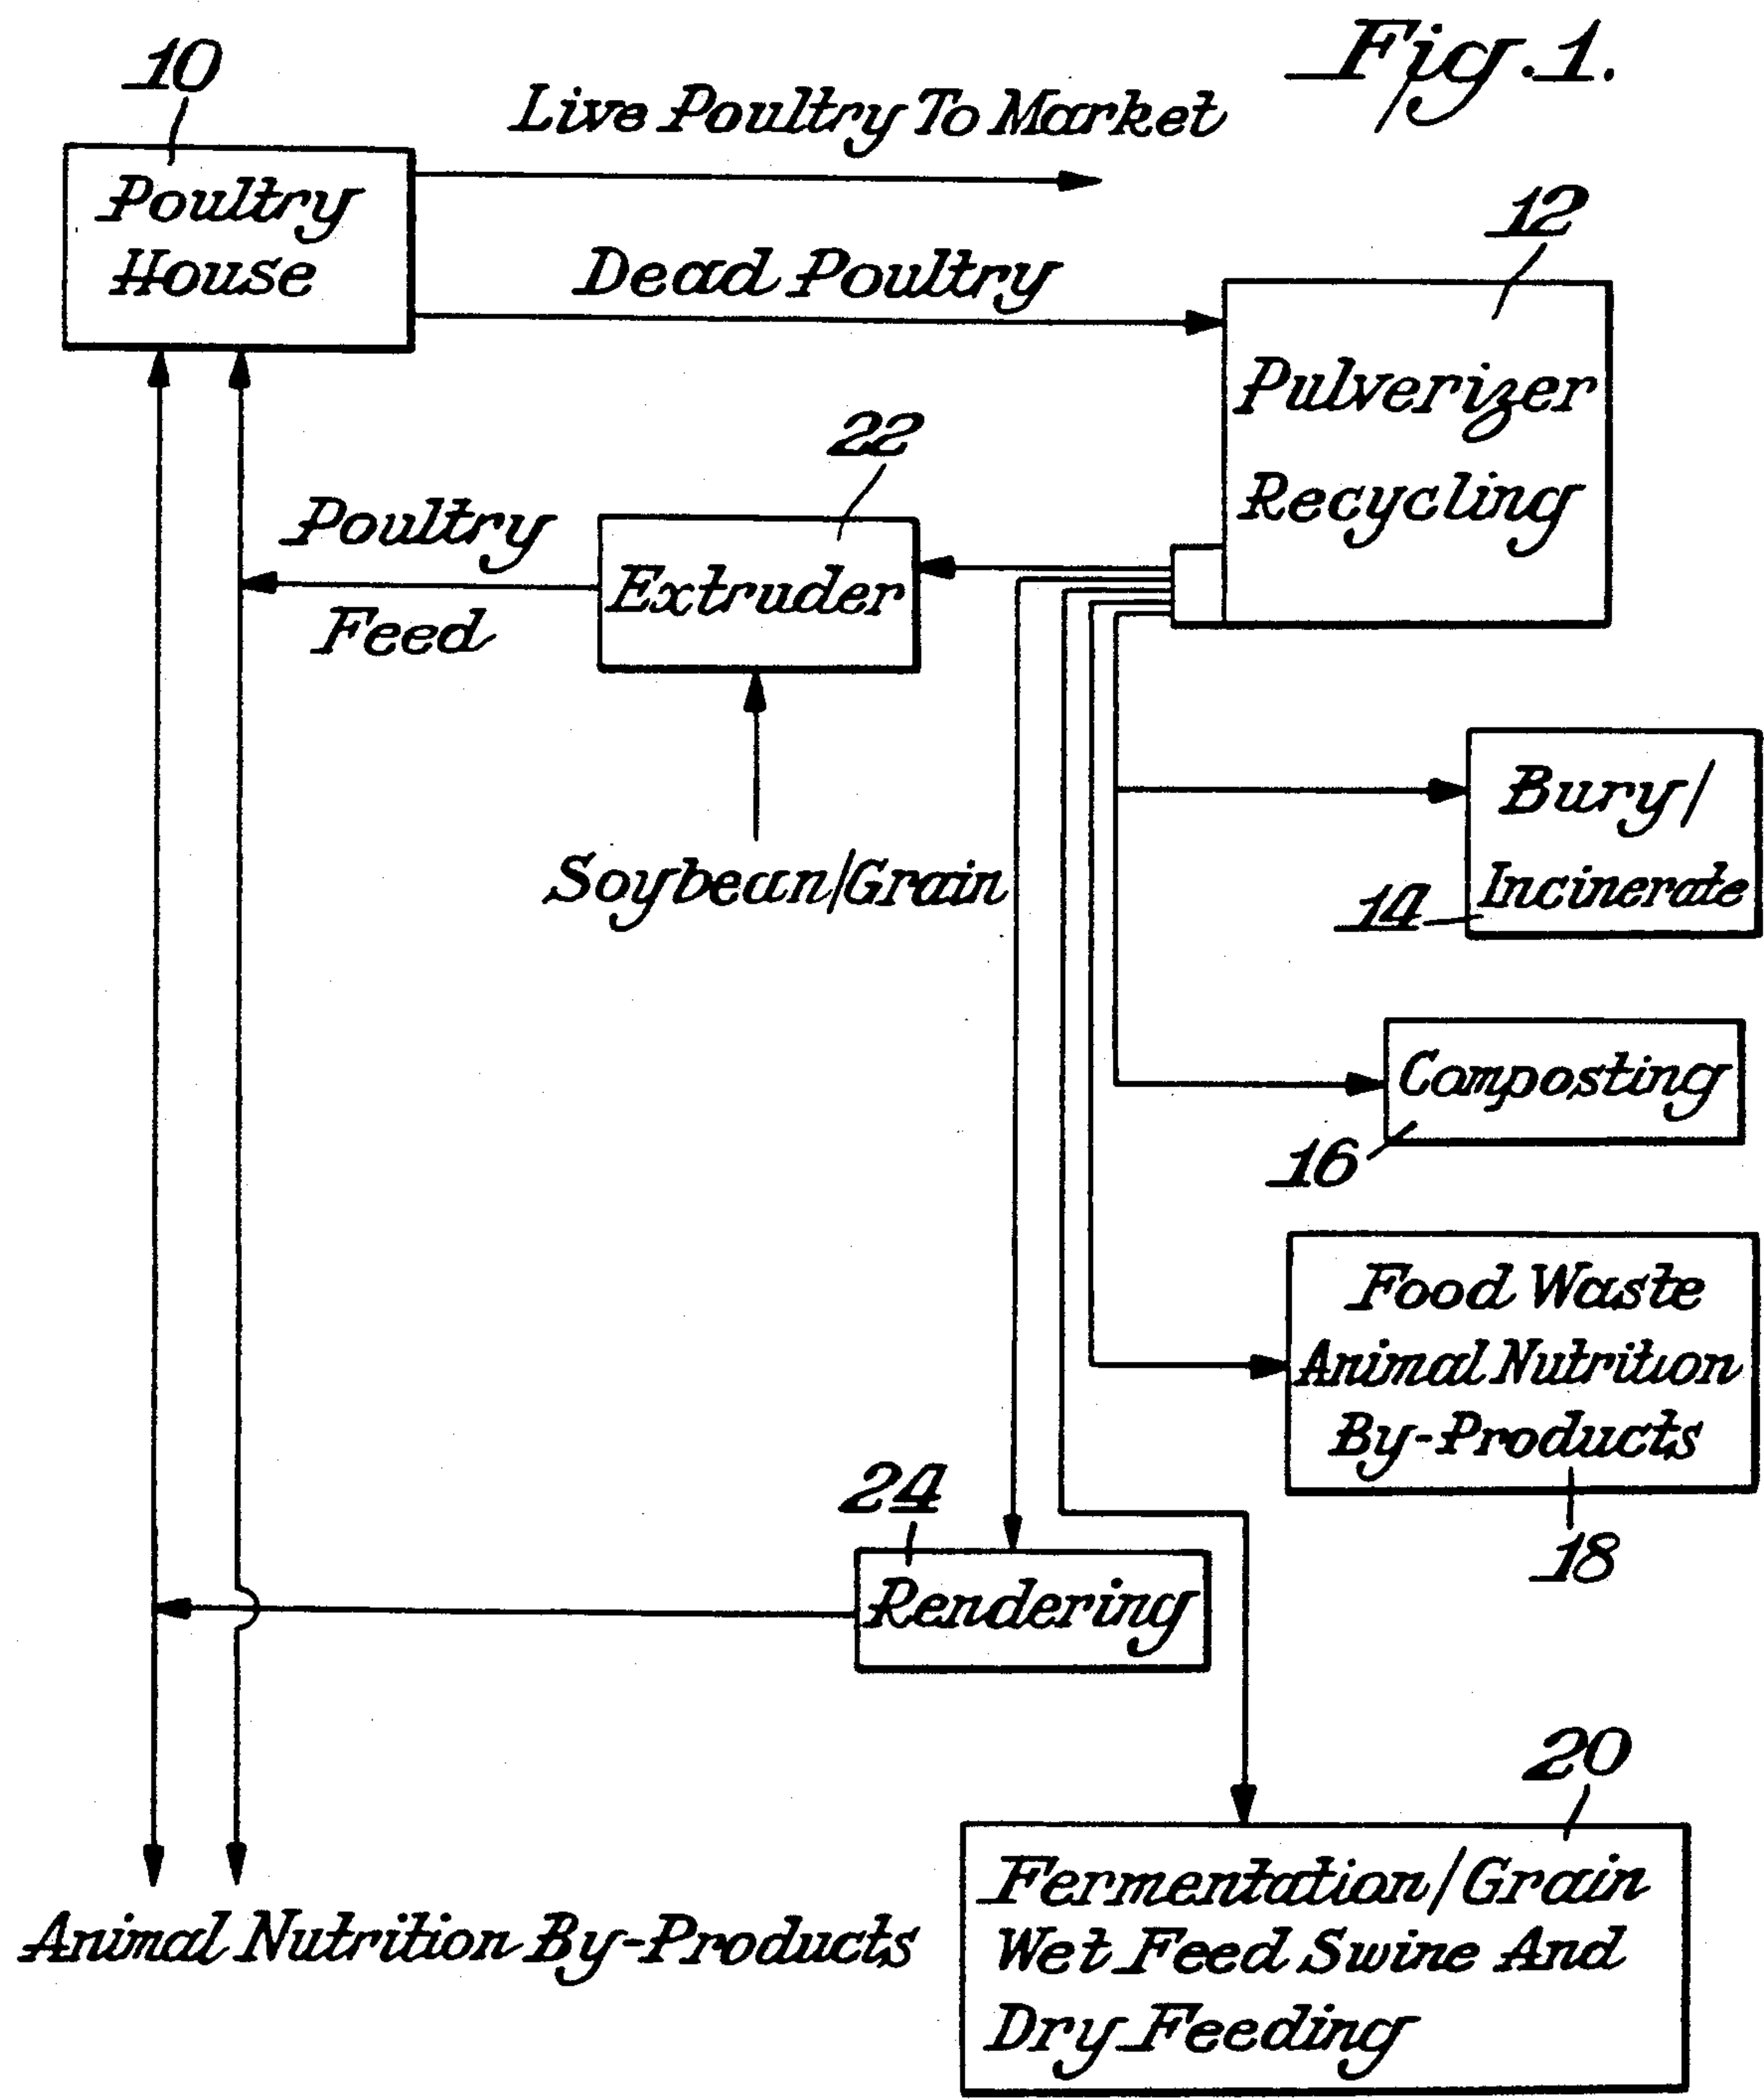 Fig. 1.
10
Live Poultry To Market
Poultry
House
Dead Poultry
12
Pulverizer
Recycling
22
Poultry
Feed
Extruder
Soybean/Grain
Bury/
Incinerate
14
Composting
16
Food Waste
Animal Nutrition
By-Products
18
24
Rendering
20
Fermentation/Grain
Wet Feed Swine And
Dry Feeding
Animal Nutrition By-Products